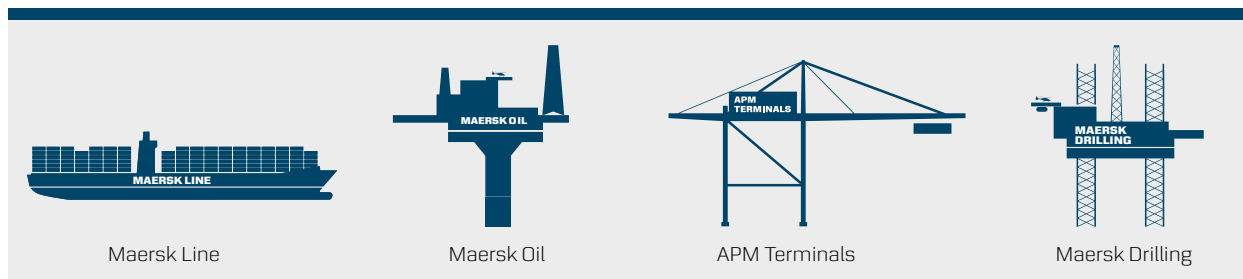 MAERSK LINE
MAERSK OIL
APM
TERMINALS
MAERSK
DRILLING
Maersk Line
Maersk Oil
APM Terminals
Maersk Drilling